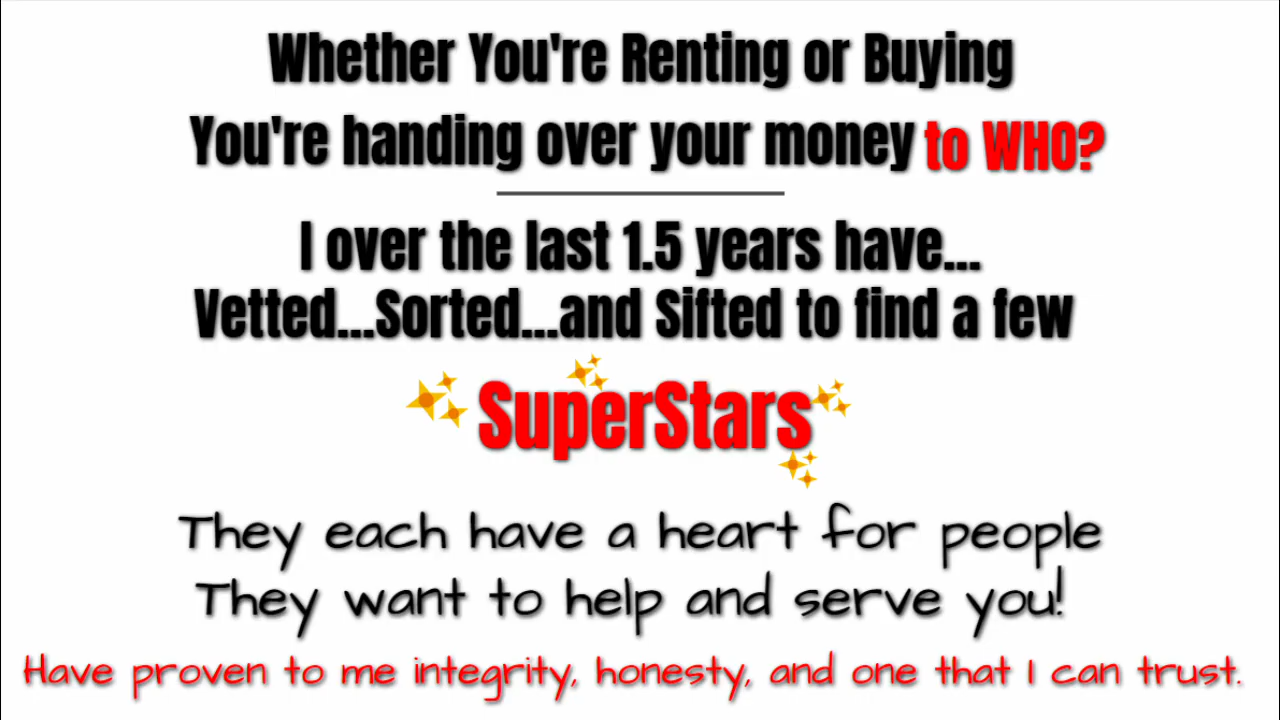 Whether You're Renting or Buying
You're handing over your money to WHO?
I over the last 1.5 years have...
Vetted...Sorted...and Sifted to find a few
SuperStars
They each have a heart for people
They want to help and serve you!
Have proven to me integrity, honesty, and one that I can trust.